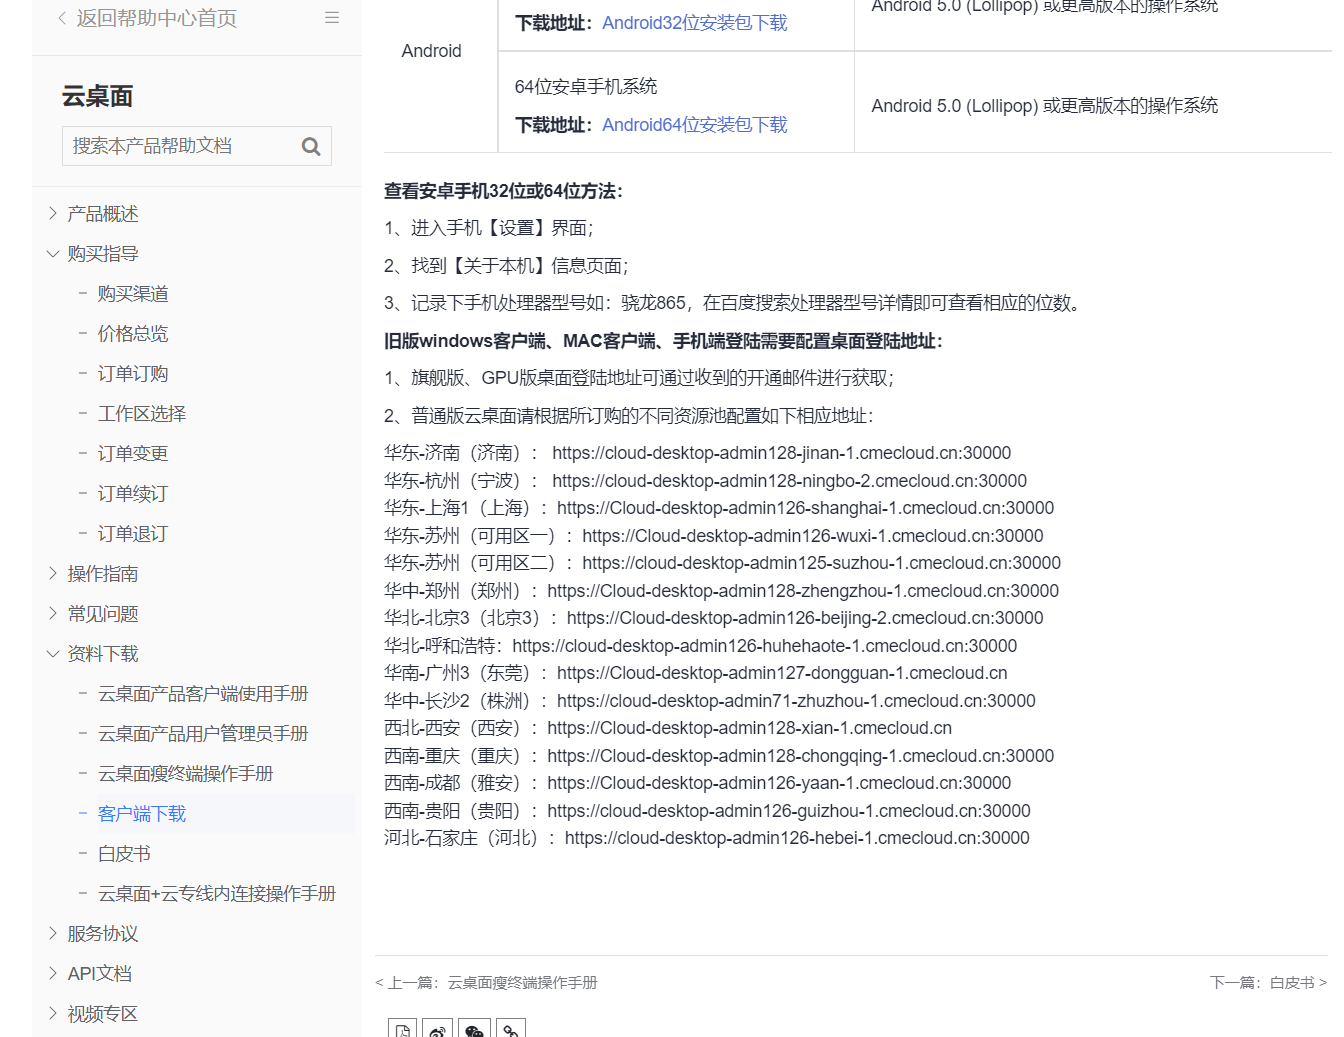 返回帮助中心首页
云桌面
搜索本产品帮助文档
产品概述
购买指导
购买渠道
价格总览
订单订购
工作区选择
订单变更
订单续订
订单退订
操作指南
常见问题
资料下载
云桌面产品客户端使用手册
云桌面产品用户管理员手册
云桌面瘦终端操作手册
客户端下载
白皮书
云桌面+云专线内连接操作手册
服务协议
API文档
视频专区
Android
下载地址：Android32位安装包下载
Android 5.0 (Lollipop) 或更高版本的操作系统
64位安卓手机系统
下载地址：Android64位安装包下载
Android 5.0 (Lollipop) 或更高版本的操作系统
查看安卓手机32位或64位方法：
1、进入手机【设置】界面；
2、找到【关于本机】信息页面；
3、记录下手机处理器型号如：骁龙865，在百度搜索处理器型号详情即可查看相应的位数。
旧版windows客户端、MAC客户端、手机端登陆需要配置桌面登陆地址：
1、旗舰版、GPU版桌面登陆地址可通过收到的开通邮件进行获取；
2、普通版云桌面请根据所订购的不同资源池配置如下相应地址：
华东-济南（济南）： https://cloud-desktop-admin128-jinan-1.cmecloud.cn:30000
华东-杭州（宁波）： https://cloud-desktop-admin128-ningbo-2.cmecloud.cn:30000
华东-上海1（上海）：https://Cloud-desktop-admin126-shanghai-1.cmecloud.cn:30000
华东-苏州（可用区一）：https://Cloud-desktop-admin126-wuxi-1.cmecloud.cn:30000
华东-苏州（可用区二）：https://cloud-desktop-admin125-suzhou-1.cmecloud.cn:30000
华中-郑州（郑州）：https://Cloud-desktop-admin128-zhengzhou-1.cmecloud.cn:30000
华北-北京3（北京3）：https://Cloud-desktop-admin126-beijing-2.cmecloud.cn:30000
华北-呼和浩特：https://cloud-desktop-admin126-huhehaote-1.cmecloud.cn:30000
华南-广州3（东莞）：https://Cloud-desktop-admin127-dongguan-1.cmecloud.cn
华中-长沙2（株洲）：https://cloud-desktop-admin71-zhuzhou-1.cmecloud.cn:30000
西北-西安（西安）：https://Cloud-desktop-admin128-xian-1.cmecloud.cn
西南-重庆（重庆）：https://Cloud-desktop-admin128-chongqing-1.cmecloud.cn:30000
西南-成都（雅安）：https://Cloud-desktop-admin126-yaan-1.cmecloud.cn:30000
西南-贵阳（贵阳）：https://cloud-desktop-admin126-guizhou-1.cmecloud.cn:30000
河北-石家庄（河北）：https://cloud-desktop-admin126-hebei-1.cmecloud.cn:30000
< 上一篇：云桌面瘦终端操作手册
下一篇：白皮书 >